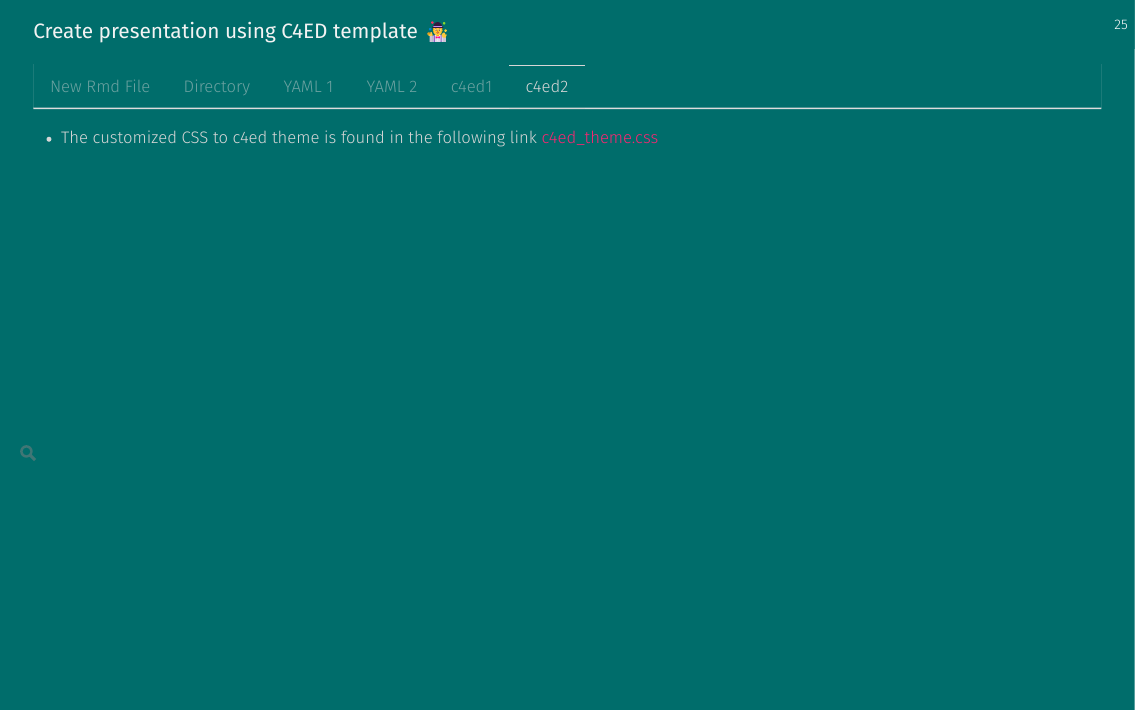 Create presentation using C4ED template
25
New Rmd File Directory YAML 1 YAML 2 c4ed1 c4ed2
• The customized CSS to c4ed theme is found in the following link c4ed_theme.css